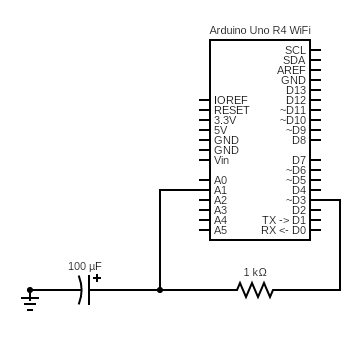 Arduino Uno R4 WiFi
SCL
SDA
AREF
GND
D13
IOREF D12
RESET ~D11
3.3V ~D10
5V ~D9
GND D8
GND
Vin D7
~D6
A0 ~D5
A1 D4
A2 ~D3
A3 D2
A4 TX -> D1
A5 RX <- D0
100 µF
+
1 kΩ